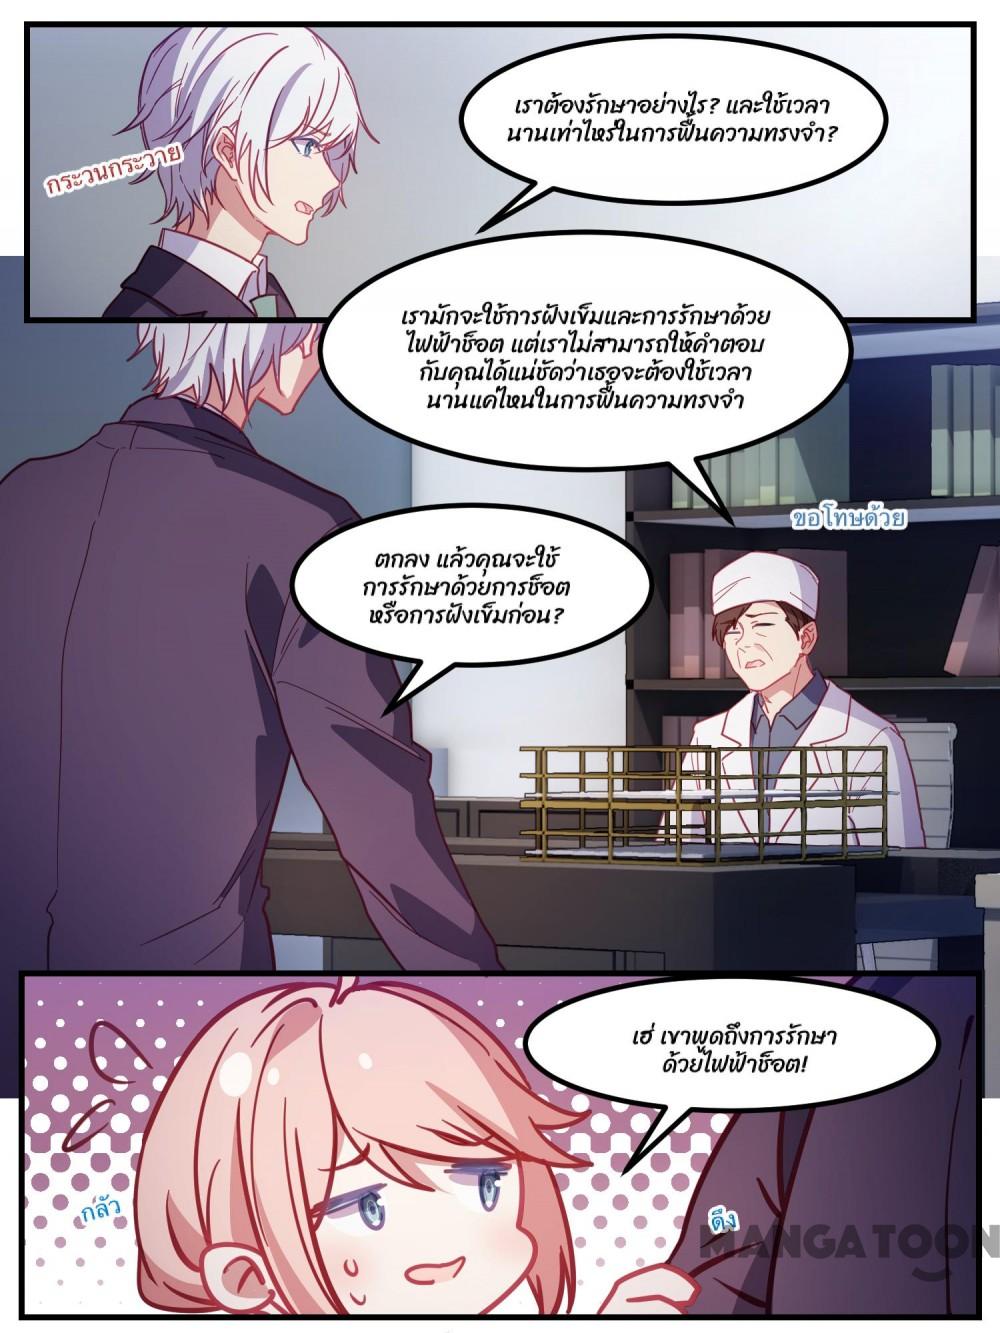 เราต้องรักษาอย่างไร? และใช้เวลา
นานเท่าไหร่ในการฟื้นความทรงจำ?
กระวนกระวาย
เรามักจะใช้การฝังเข็มและการรักษาด้วย
ไฟฟ้าช็อต แต่เราไม่สามารถให้คำตอบ
กับคุณได้แน่ชัดว่าเธอจะต้องใช้เวลา
นานแค่ไหนในการฟื้นความทรงจำ
ขอโทษด้วย
ตกลง แล้วคุณจะใช้
การรักษาด้วยการช็อต
หรือการฝังเข็มก่อน?
เฮ่ เขาพูดถึงการรักษา
ด้วยไฟฟ้าช็อต!
กลัว
ดึง
MANGATOON